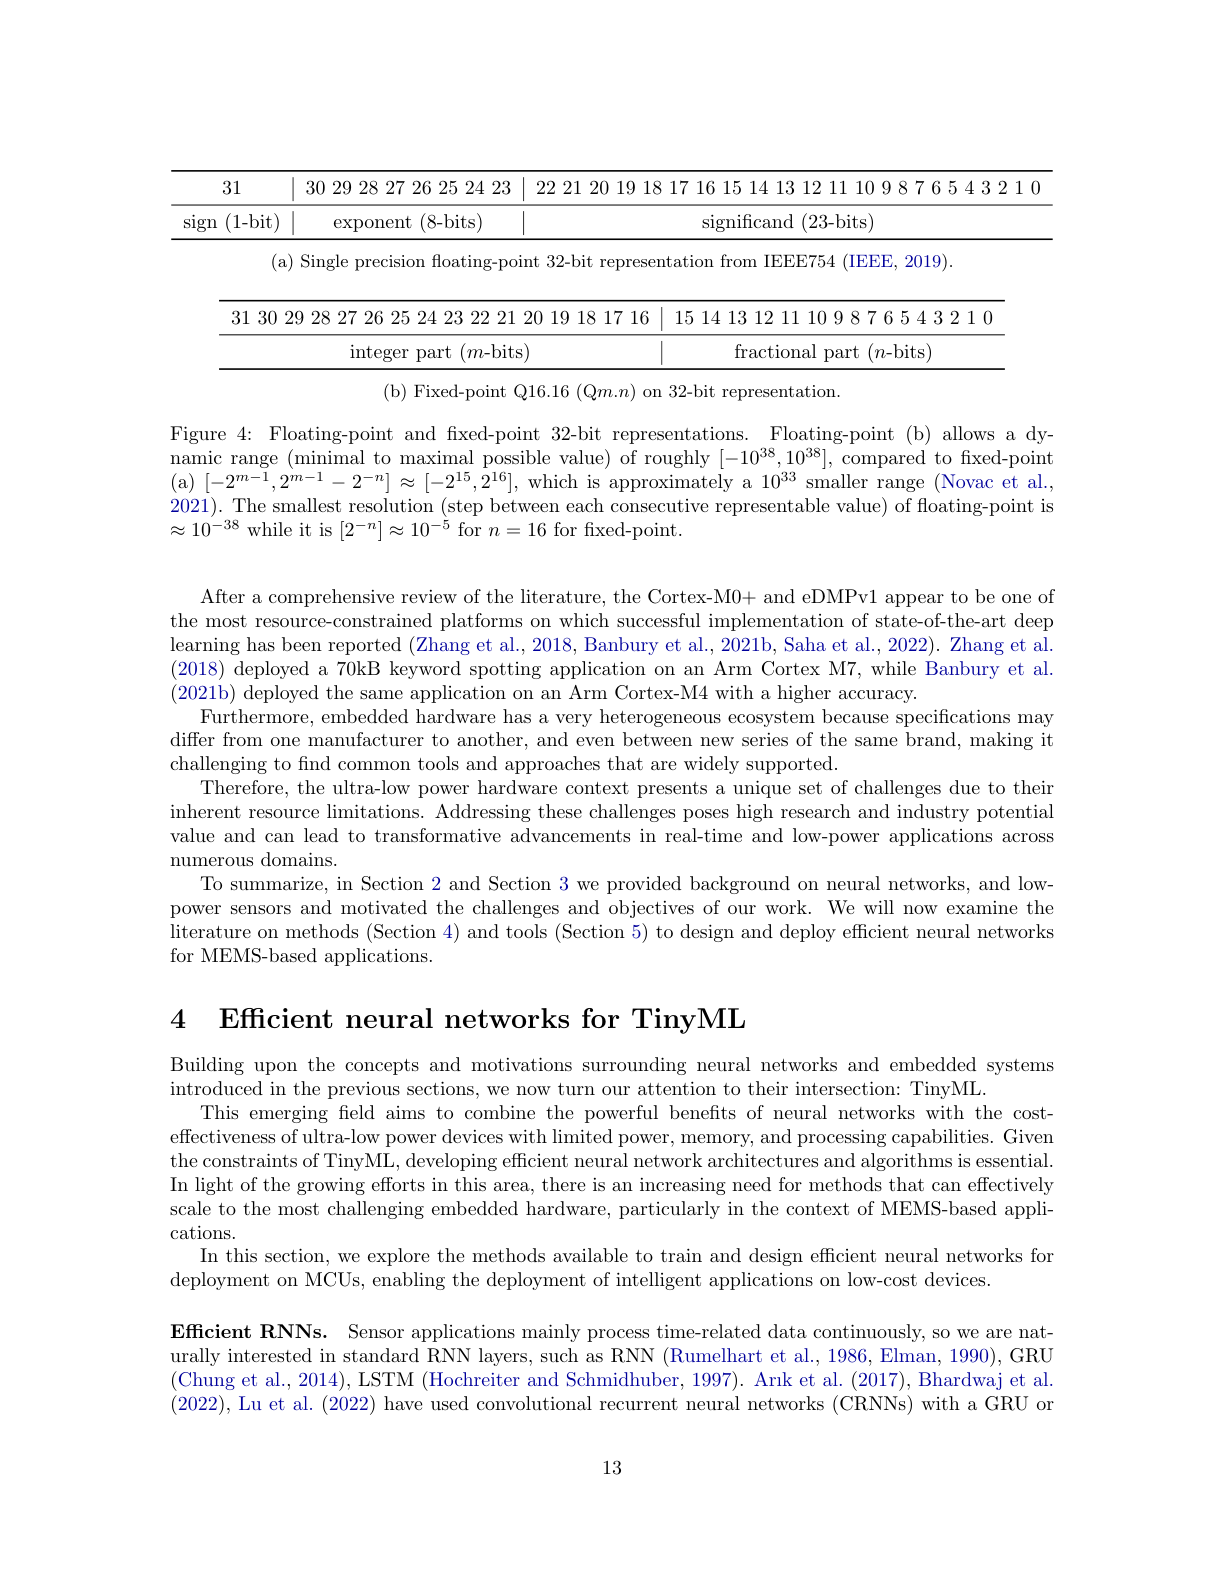 31 | 30 29 28 27 26 25 24 23 | 22 21 20 19 18 17 16 15 14 13 12 11 10 9 8 7 6 5 4 3 2 1 0
sign (1-bit) | exponent (8-bits) | significand (23-bits)
(a) Single precision floating-point 32-bit representation from IEEE754 (IEEE, 2019).
31 30 29 28 27 26 25 24 23 22 21 20 19 18 17 16 | 15 14 13 12 11 10 9 8 7 6 5 4 3 2 1 0
integer part (m-bits) | fractional part (n-bits)
(b) Fixed-point Q16.16 (Qm.n) on 32-bit representation.
Figure 4: Floating-point and fixed-point 32-bit representations. Floating-point (b) allows a dy-
namic range (minimal to maximal possible value) of roughly [−10^38, 10^38], compared to fixed-point
(a) [−2^{m−1}, 2^{m−1} − 2^{−n}] ≈ [−2^15, 2^16], which is approximately a 10^33 smaller range (Novac et al.,
2021). The smallest resolution (step between each consecutive representable value) of floating-point is
≈ 10^{−38} while it is [2^{−n}] ≈ 10^{−5} for n = 16 for fixed-point.
After a comprehensive review of the literature, the Cortex-M0+ and eDMPv1 appear to be one of
the most resource-constrained platforms on which successful implementation of state-of-the-art deep
learning has been reported (Zhang et al., 2018, Banbury et al., 2021b, Saha et al., 2022). Zhang et al.
(2018) deployed a 70kB keyword spotting application on an Arm Cortex M7, while Banbury et al.
(2021b) deployed the same application on an Arm Cortex-M4 with a higher accuracy.
Furthermore, embedded hardware has a very heterogeneous ecosystem because specifications may
differ from one manufacturer to another, and even between new series of the same brand, making it
challenging to find common tools and approaches that are widely supported.
Therefore, the ultra-low power hardware context presents a unique set of challenges due to their
inherent resource limitations. Addressing these challenges poses high research and industry potential
value and can lead to transformative advancements in real-time and low-power applications across
numerous domains.
To summarize, in Section 2 and Section 3 we provided background on neural networks, and low-
power sensors and motivated the challenges and objectives of our work. We will now examine the
literature on methods (Section 4) and tools (Section 5) to design and deploy efficient neural networks
for MEMS-based applications.
4 Efficient neural networks for TinyML
Building upon the concepts and motivations surrounding neural networks and embedded systems
introduced in the previous sections, we now turn our attention to their intersection: TinyML.
This emerging field aims to combine the powerful benefits of neural networks with the cost-
effectiveness of ultra-low power devices with limited power, memory, and processing capabilities. Given
the constraints of TinyML, developing efficient neural network architectures and algorithms is essential.
In light of the growing efforts in this area, there is an increasing need for methods that can effectively
scale to the most challenging embedded hardware, particularly in the context of MEMS-based appli-
cations.
In this section, we explore the methods available to train and design efficient neural networks for
deployment on MCUs, enabling the deployment of intelligent applications on low-cost devices.
Efficient RNNs. Sensor applications mainly process time-related data continuously, so we are nat-
urally interested in standard RNN layers, such as RNN (Rumelhart et al., 1986, Elman, 1990), GRU
(Chung et al., 2014), LSTM (Hochreiter and Schmidhuber, 1997). Arık et al. (2017), Bhardwaj et al.
(2022), Lu et al. (2022) have used convolutional recurrent neural networks (CRNNs) with a GRU or
13